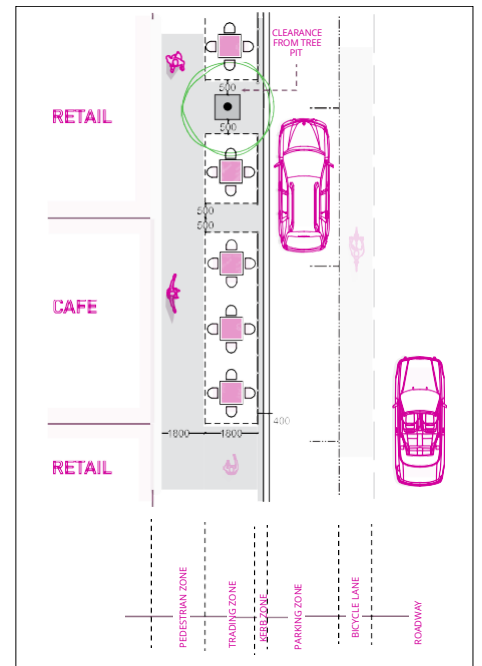 CLEARANCE
FROM TREE
PIT
500
RETAIL
500
500
500
CAFE
400
1800
1800
RETAIL
PEDESTRIAN ZONE
TRADING ZONE
KERB ZONE
PARKING ZONE
BICYCLE LANE
ROADWAY